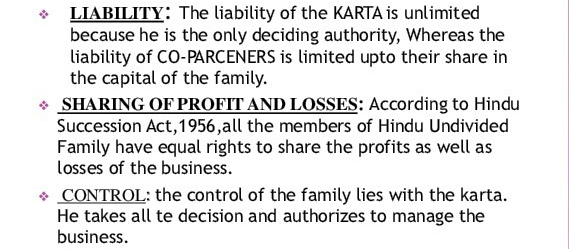 ❖ LIABILITY: The liability of the KARTA is unlimited
because he is the only deciding authority, Whereas the
liability of CO-PARCENERS is limited upto their share in
the capital of the family.
❖ SHARING OF PROFIT AND LOSSES: According to Hindu
Succession Act,1956,all the members of Hindu Undivided
Family have equal rights to share the profits as well as
losses of the business.
❖ CONTROL: the control of the family lies with the karta.
He takes all te decision and authorizes to manage the
business.